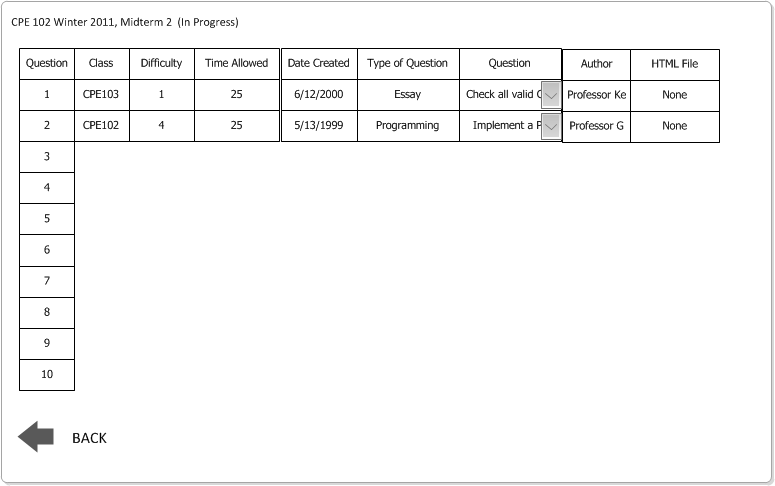 CPE 102 Winter 2011, Midterm 2 (In Progress)
Question Class Difficulty Time Allowed Date Created Type of Question Question Author HTML File
1 CPE103 1 25 6/12/2000 Essay Check all valid Professor Ke None
2 CPE102 4 25 5/13/1999 Programming Implement a Professor G None
3
4
5
6
7
8
9
10
BACK